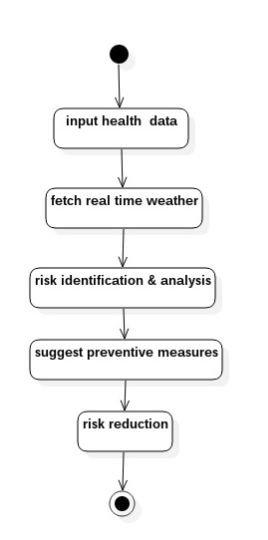 input health  data
fetch real time weather
risk identification & analysis
suggest preventive measures
risk reduction